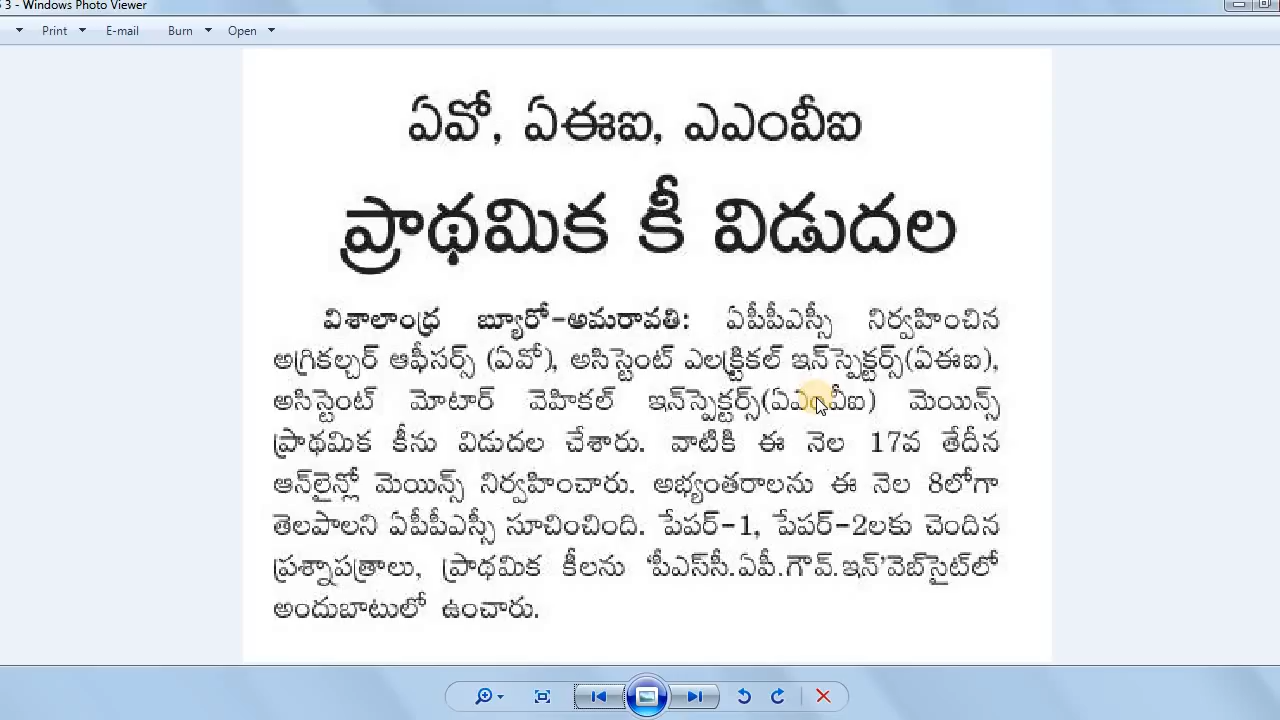 3 - Windows Photo Viewer
Print E-mail Burn Open
ఏవో, ఏఈఐ, ఎఎంవీఐ
ప్రాథమిక కీ విడుదల
విశాలాంధ్ర బ్యూరో-అమరావతి: ఏపీపీఎస్సీ నిర్వహించిన
అగ్రికల్చర్ ఆఫీసర్స్ (ఏవో), అసిస్టెంట్ ఎలక్ట్రికల్ ఇన్‌స్పెక్టర్స్(ఏఈఐ),
అసిస్టెంట్ మోటార్ వెహికల్ ఇన్‌స్పెక్టర్స్(ఏఎంవీఐ) మెయిన్స్
ప్రాథమిక కీను విడుదల చేశారు. వాటికి ఈ నెల 17వ తేదీన
ఆన్‌లైన్లో మెయిన్స్ నిర్వహించారు. అభ్యంతరాలను ఈ నెల 8లోగా
తెలపాలని ఏపీపీఎస్సీ సూచించింది. పేపర్-1, పేపర్-2లకు చెందిన
ప్రశ్నాపత్రాలు, ప్రాథమిక కీలను ‘పీఎస్‌సీ.ఏపీ.గౌవ్.ఇన్’వెబ్‌సైట్‌లో
అందుబాటులో ఉంచారు.